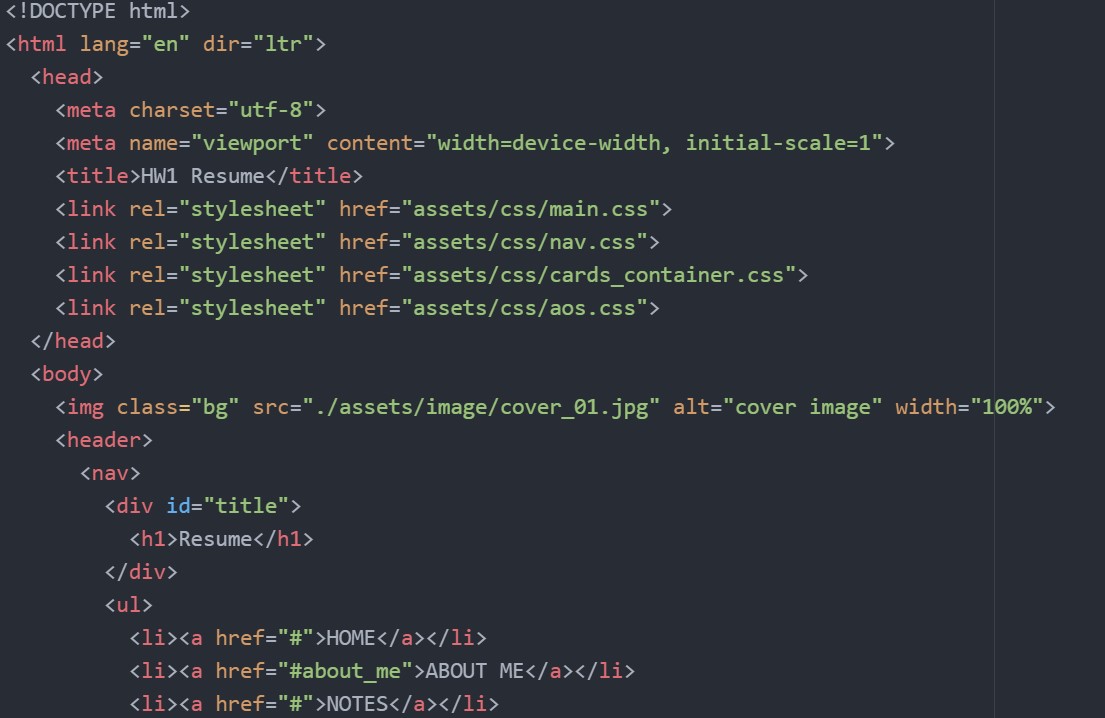 <!DOCTYPE html>
<html lang="en" dir="ltr">
  <head>
    <meta charset="utf-8">
    <meta name="viewport" content="width=device-width, initial-scale=1">
    <title>HW1 Resume</title>
    <link rel="stylesheet" href="assets/css/main.css">
    <link rel="stylesheet" href="assets/css/nav.css">
    <link rel="stylesheet" href="assets/css/cards_container.css">
    <link rel="stylesheet" href="assets/css/aos.css">
  </head>
  <body>
    <img class="bg" src="./assets/image/cover_01.jpg" alt="cover image" width="100%">
    <header>
      <nav>
        <div id="title">
          <h1>Resume</h1>
        </div>
        <ul>
          <li><a href="#">HOME</a></li>
          <li><a href="#about_me">ABOUT ME</a></li>
          <li><a href="#">NOTES</a></li>